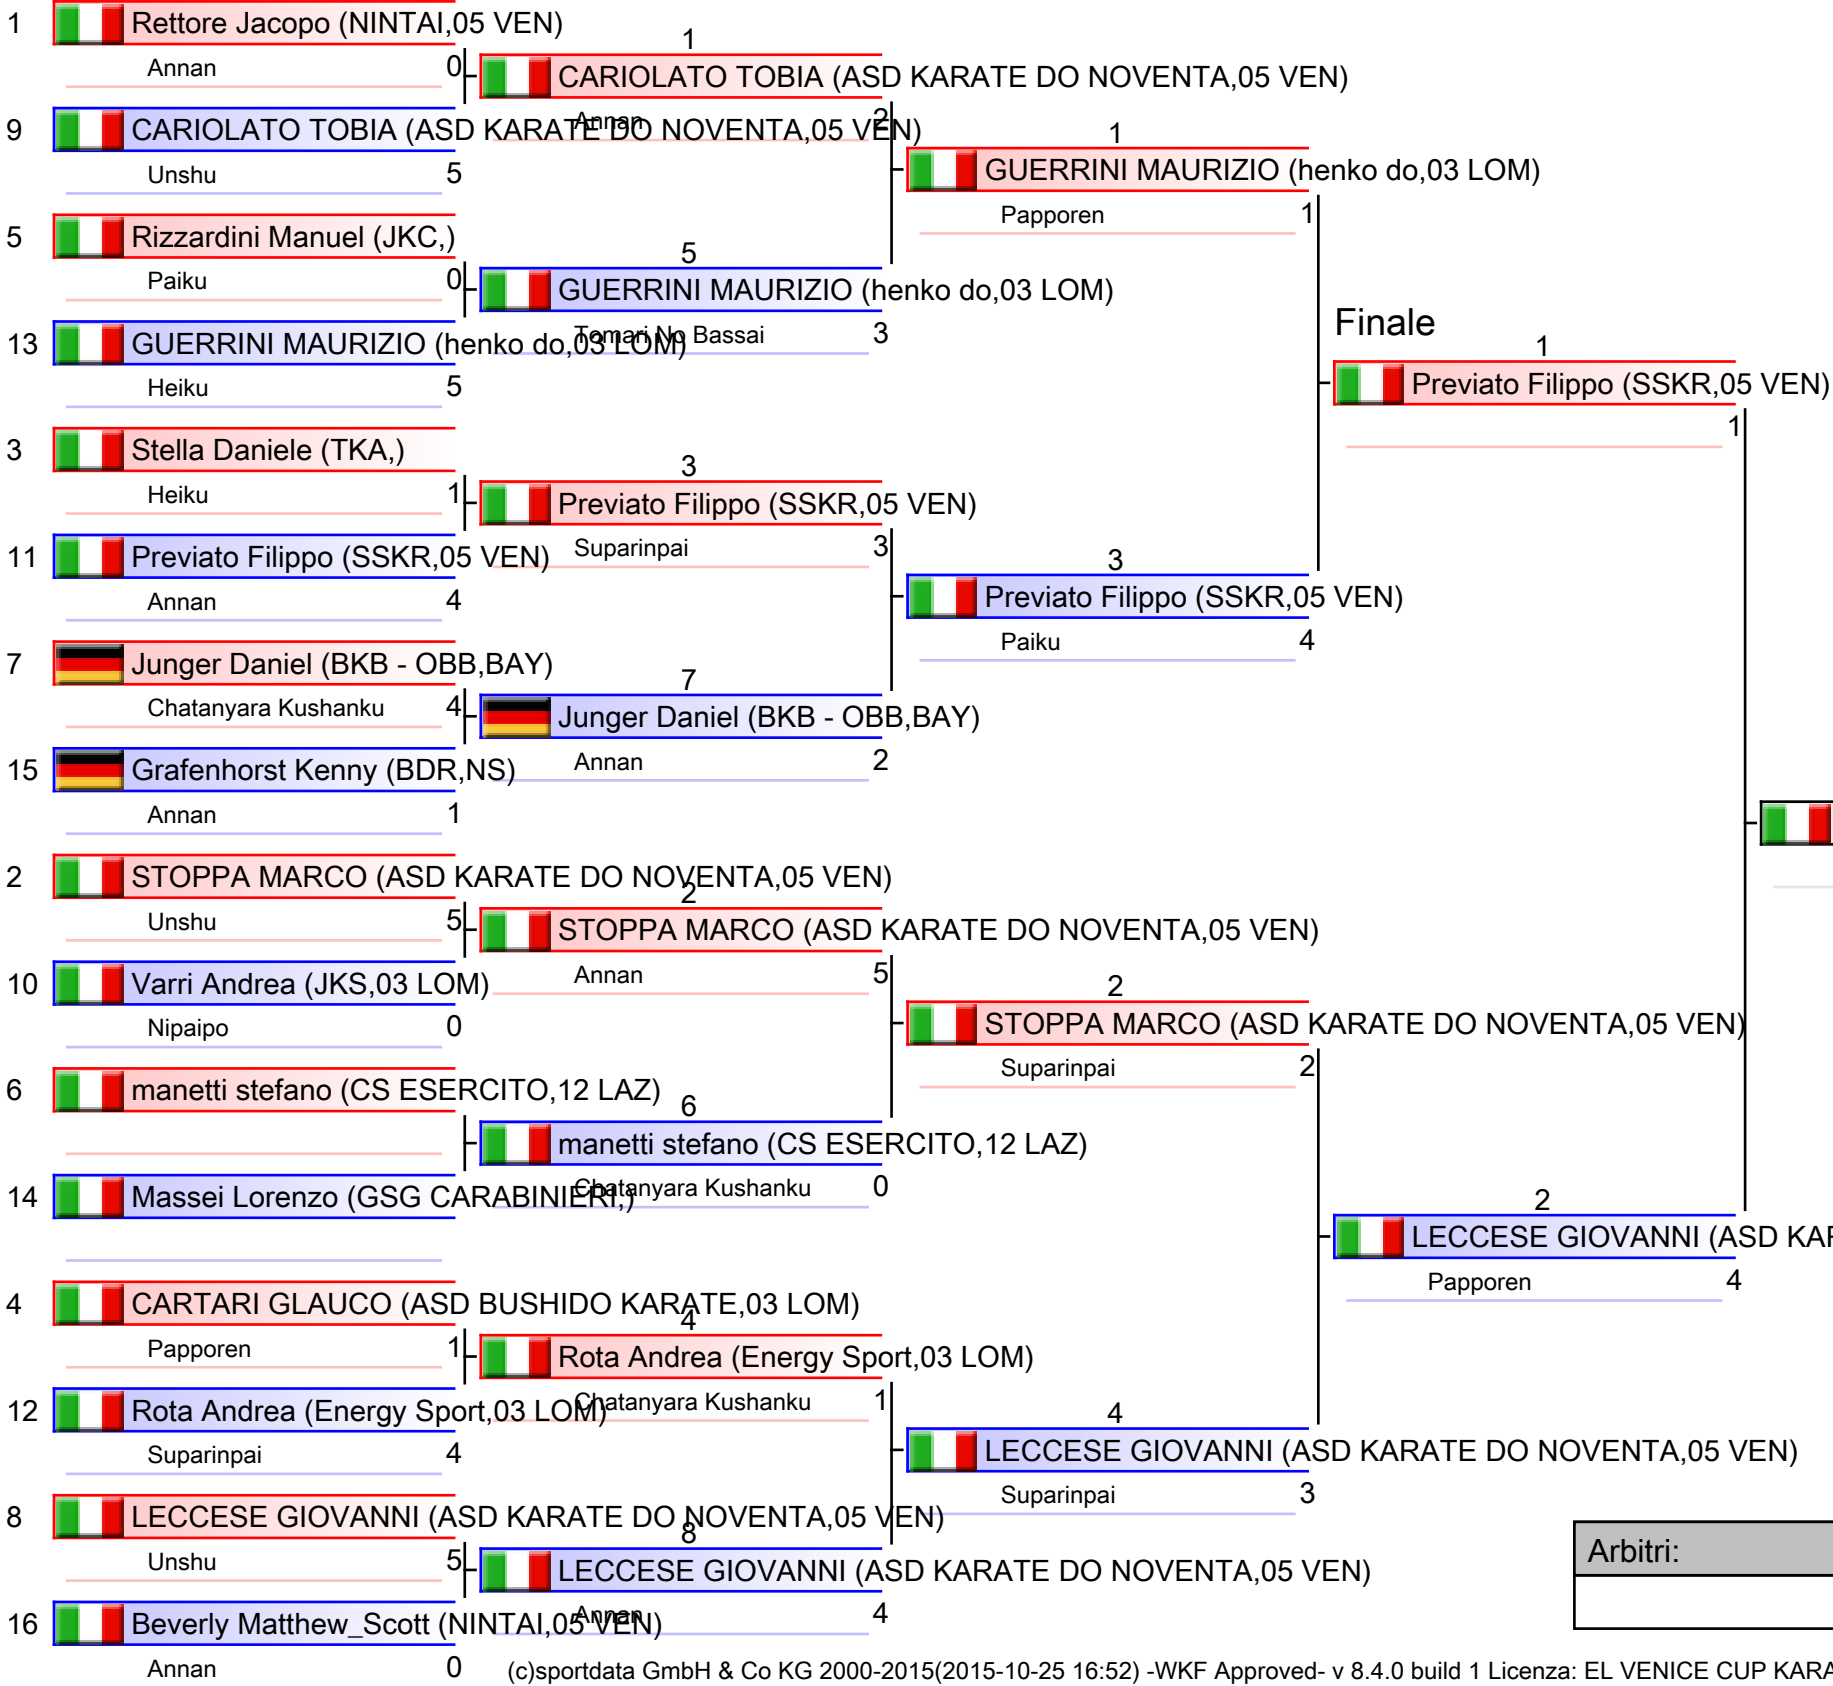 1 Rettore Jacopo (NINTAI,05 VEN)
Annan 0
9 CARIOLATO TOBIA (ASD KARATE DO NOVENTA,05 VEN)
Unshu 5
5 Rizzardini Manuel (JKC,)
Paiku 0
13 GUERRINI MAURIZIO (henko do,03 LOM)
Heiku 5
3 Stella Daniele (TKA,)
Heiku 1
11 Previato Filippo (SSKR,05 VEN)
Annan 4
7 Junger Daniel (BKB - OBB,BAY)
Chatanyara Kushanku 4
15 Grafenhorst Kenny (BDR,NS)
Annan 1
2 STOPPA MARCO (ASD KARATE DO NOVENTA,05 VEN)
Unshu 5
10 Varri Andrea (JKS,03 LOM)
Nipaipo 0
6 manetti stefano (CS ESERCITO,12 LAZ)
14 Massei Lorenzo (GSG CARABINIERI,)
4 CARTARI GLAUCO (ASD BUSHIDO KARATE,03 LOM)
Papporen 1
12 Rota Andrea (Energy Sport,03 LOM)
Suparinpai 4
8 LECCESE GIOVANNI (ASD KARATE DO NOVENTA,05 VEN)
Unshu 5
16 Beverly Matthew_Scott (NINTAI,05 VEN)
Annan 0
1
CARIOLATO TOBIA (ASD KARATE DO NOVENTA,05 VEN)
Annan 2
5
GUERRINI MAURIZIO (henko do,03 LOM)
Tomari No Bassai 3
3
Previato Filippo (SSKR,05 VEN)
Suparinpai 3
7
Junger Daniel (BKB - OBB,BAY)
Annan 2
2
STOPPA MARCO (ASD KARATE DO NOVENTA,05 VEN)
Annan 5
6
manetti stefano (CS ESERCITO,12 LAZ)
Chatanyara Kushanku 0
4
Rota Andrea (Energy Sport,03 LOM)
Chatanyara Kushanku 1
8
LECCESE GIOVANNI (ASD KARATE DO NOVENTA,05 VEN)
Annan 4
1
GUERRINI MAURIZIO (henko do,03 LOM)
Papporen 1
3
Previato Filippo (SSKR,05 VEN)
Paiku 4
2
STOPPA MARCO (ASD KARATE DO NOVENTA,05 VEN)
Suparinpai 2
4
LECCESE GIOVANNI (ASD KARATE DO NOVENTA,05 VEN)
Suparinpai 3
Finale
1
Previato Filippo (SSKR,05 VEN)
1
2
LECCESE GIOVANNI (ASD KAR
Papporen 4
Arbitri:
(c)sportdata GmbH & Co KG 2000-2015(2015-10-25 16:52) -WKF Approved- v 8.4.0 build 1 Licenza: EL VENICE CUP KARA